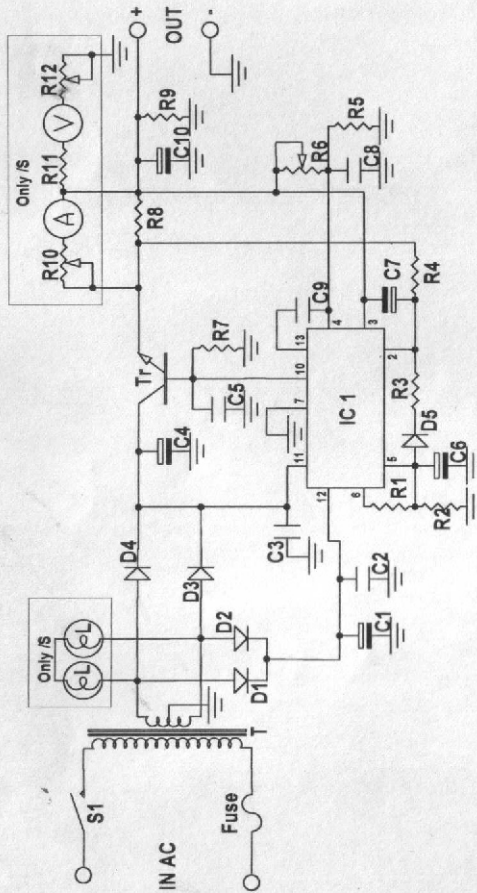 Only /S
R10
A
R11
V
R12
+
OUT
-
R8
C10
R9
Only /S
L
L
D4
D3
C4
Tr
R7
C5
R6
R5
C8
S1
IN AC
Fuse
T
D1
D2
C3
C1
C2
11
7
10
13
C9
12
IC 1
4
3
6
5
2
R1
R2
D5
C6
R3
C7
R4